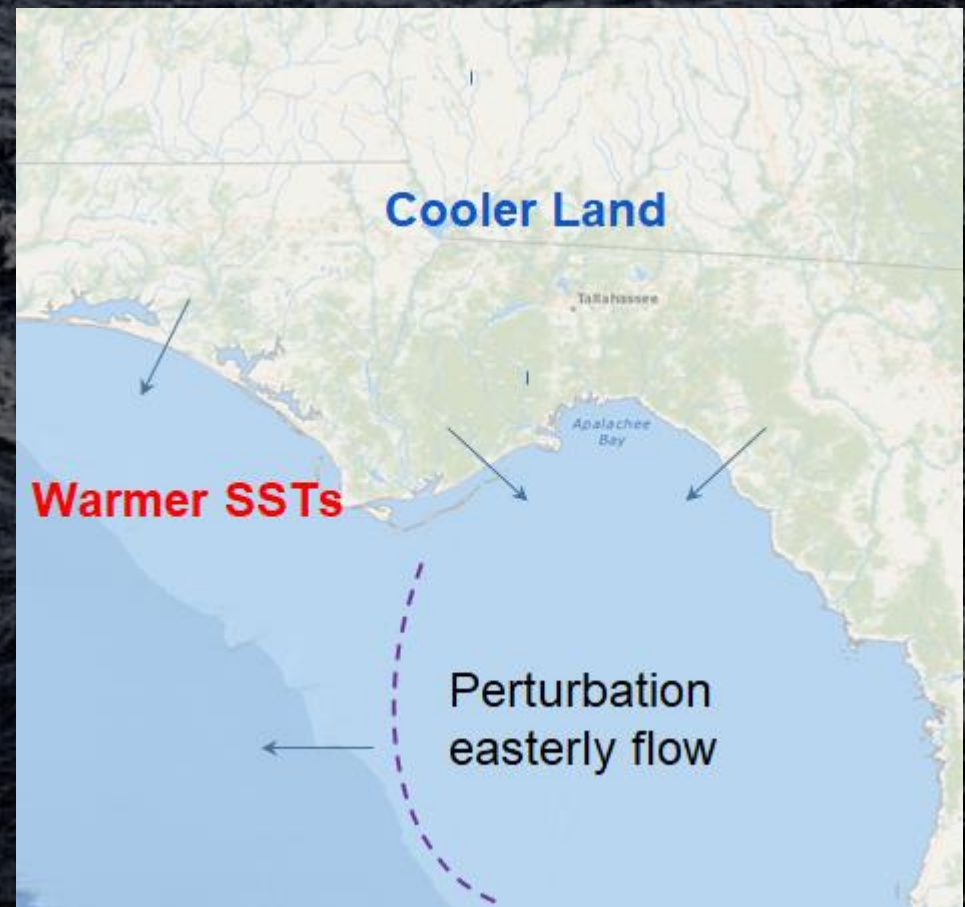 Cooler Land
Tallahassee
Apalachee
Bay
Warmer SSTs
Perturbation
easterly flow